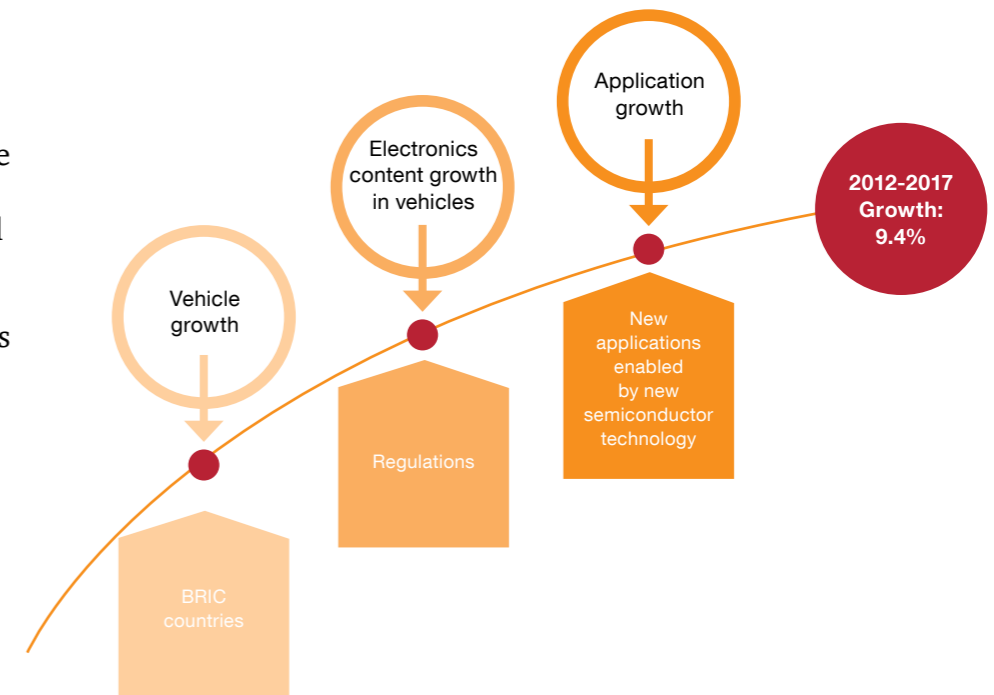 Application
growth
Electronics
content growth
in vehicles
2012-2017
Growth:
9.4%
Vehicle
growth
New
applications
enabled
by new
semiconductor
technology
Regulations
BRIC
countries